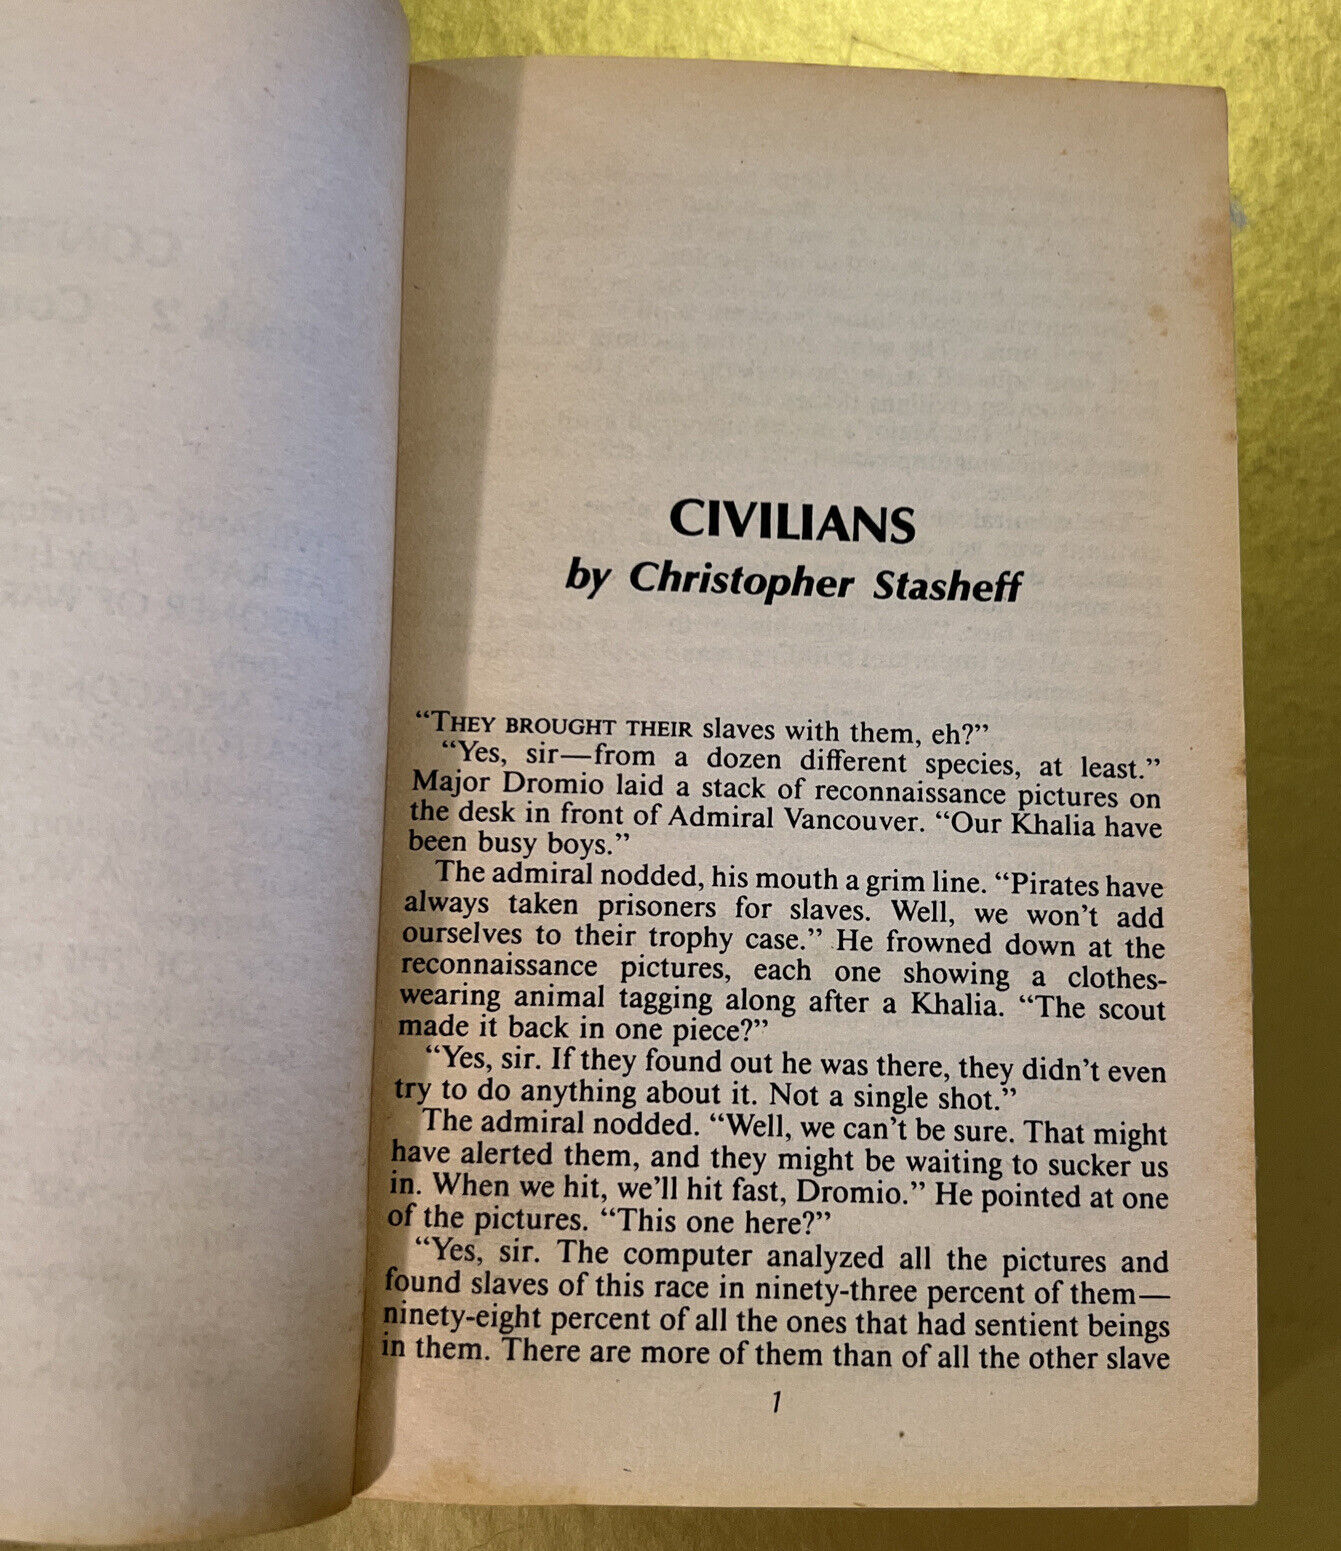 CIVILIANS
by Christopher Stasheff
“THEY BROUGHT THEIR slaves with them, eh?”
“Yes, sir—from a dozen different species, at least.”
Major Dromio laid a stack of reconnaissance pictures on
the desk in front of Admiral Vancouver. “Our Khalia have
been busy boys.”
The admiral nodded, his mouth a grim line. “Pirates have
always taken prisoners for slaves. Well, we won’t add
ourselves to their trophy case.” He frowned down at the
reconnaissance pictures, each one showing a clothes-
wearing animal tagging along after a Khalia. “The scout
made it back in one piece?”
“Yes, sir. If they found out he was there, they didn’t even
try to do anything about it. Not a single shot.”
The admiral nodded. “Well, we can’t be sure. That might
have alerted them, and they might be waiting to sucker us
in. When we hit, we’ll hit fast, Dromio.” He pointed at one
of the pictures. “This one here?”
“Yes, sir. The computer analyzed all the pictures and
found slaves of this race in ninety-three percent of them—
ninety-eight percent of all the ones that had sentient beings
in them. There are more of them than of all the other slave
1